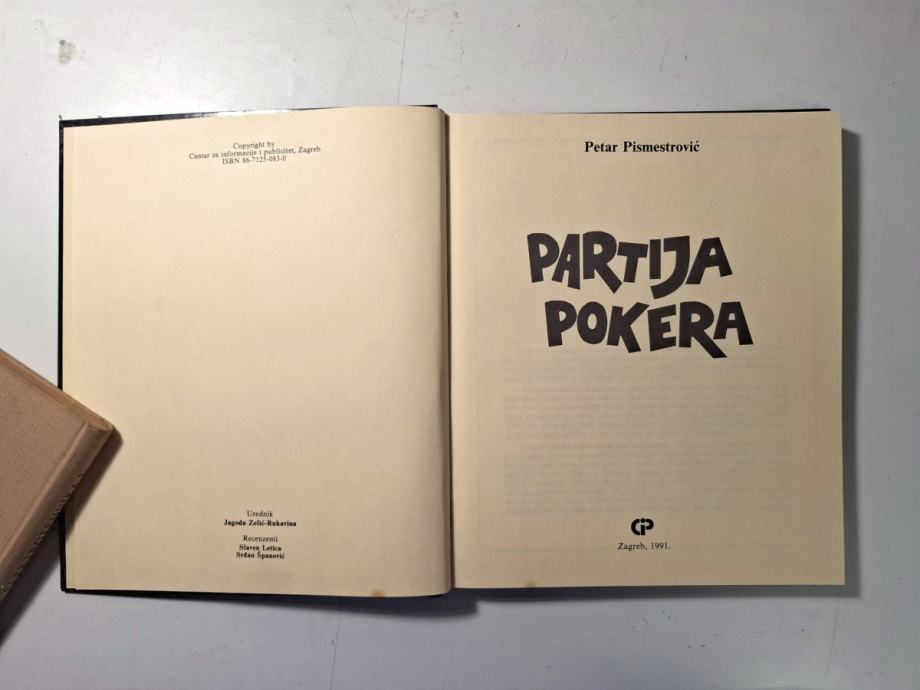 Copyright by
Centar za informacije i publicitet, Zagreb
ISBN 86-7125-083-0
Urednik
Jagoda Zelić-Rukavina
Recenzenti
Slaven Letica
Srđan Španović
Petar Pismestrović
PARTIJA
POKERA
CIP
Zagreb, 1991.